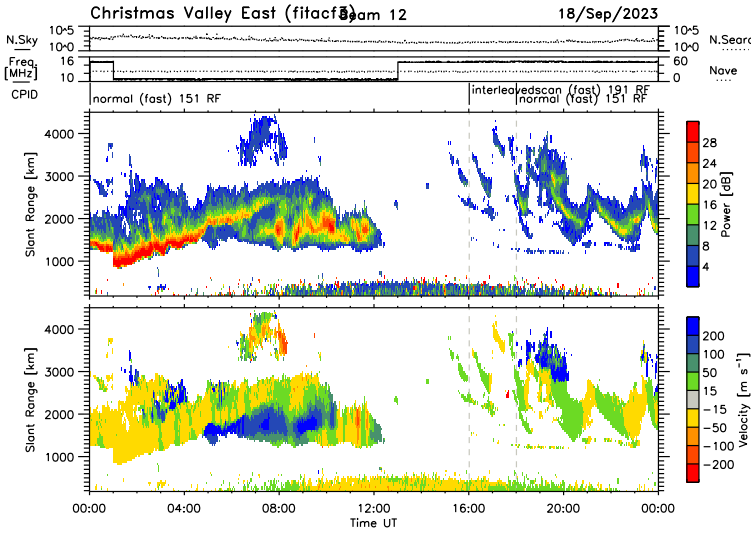 Christmas Valley East (fitacf3) Beam 12 18/Sep/2023
N.Sky 10^5 10^0 10^5 10^0 N.Search
Freq. [MHz] 16 10 60 0 Nave
CPID normal (fast) 151 RF interleavedscan (fast) 191 RF
normal (fast) 151 RF
Slant Range [km]
4000
3000
2000
1000
28
24
20
16
12
8
4
Power [dB]
Slant Range [km]
4000
3000
2000
1000
200
100
50
15
-15
-50
-100
-200
Velocity [m s⁻¹]
00:00 04:00 08:00 12:00 16:00 20:00 00:00
Time UT